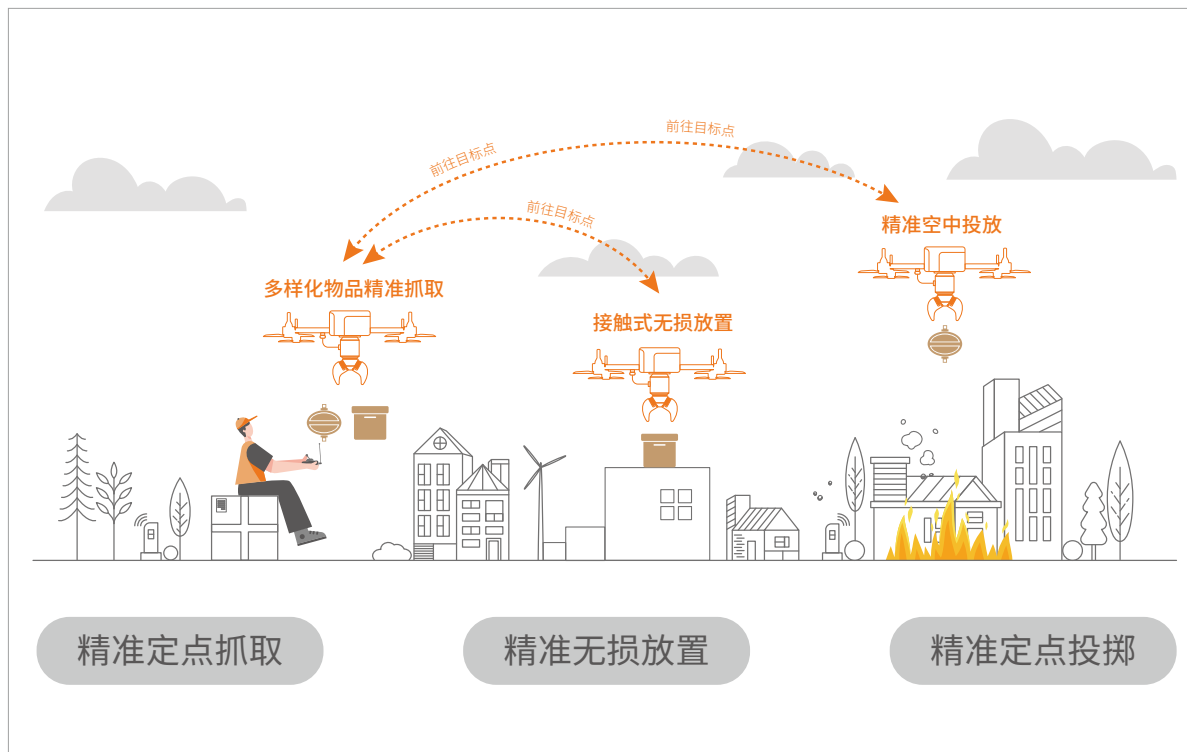 前往目标点
前往目标点
前往目标点
精准空中投放
多样化物品精准抓取
接触式无损放置
精准定点抓取
精准无损放置
精准定点投掷